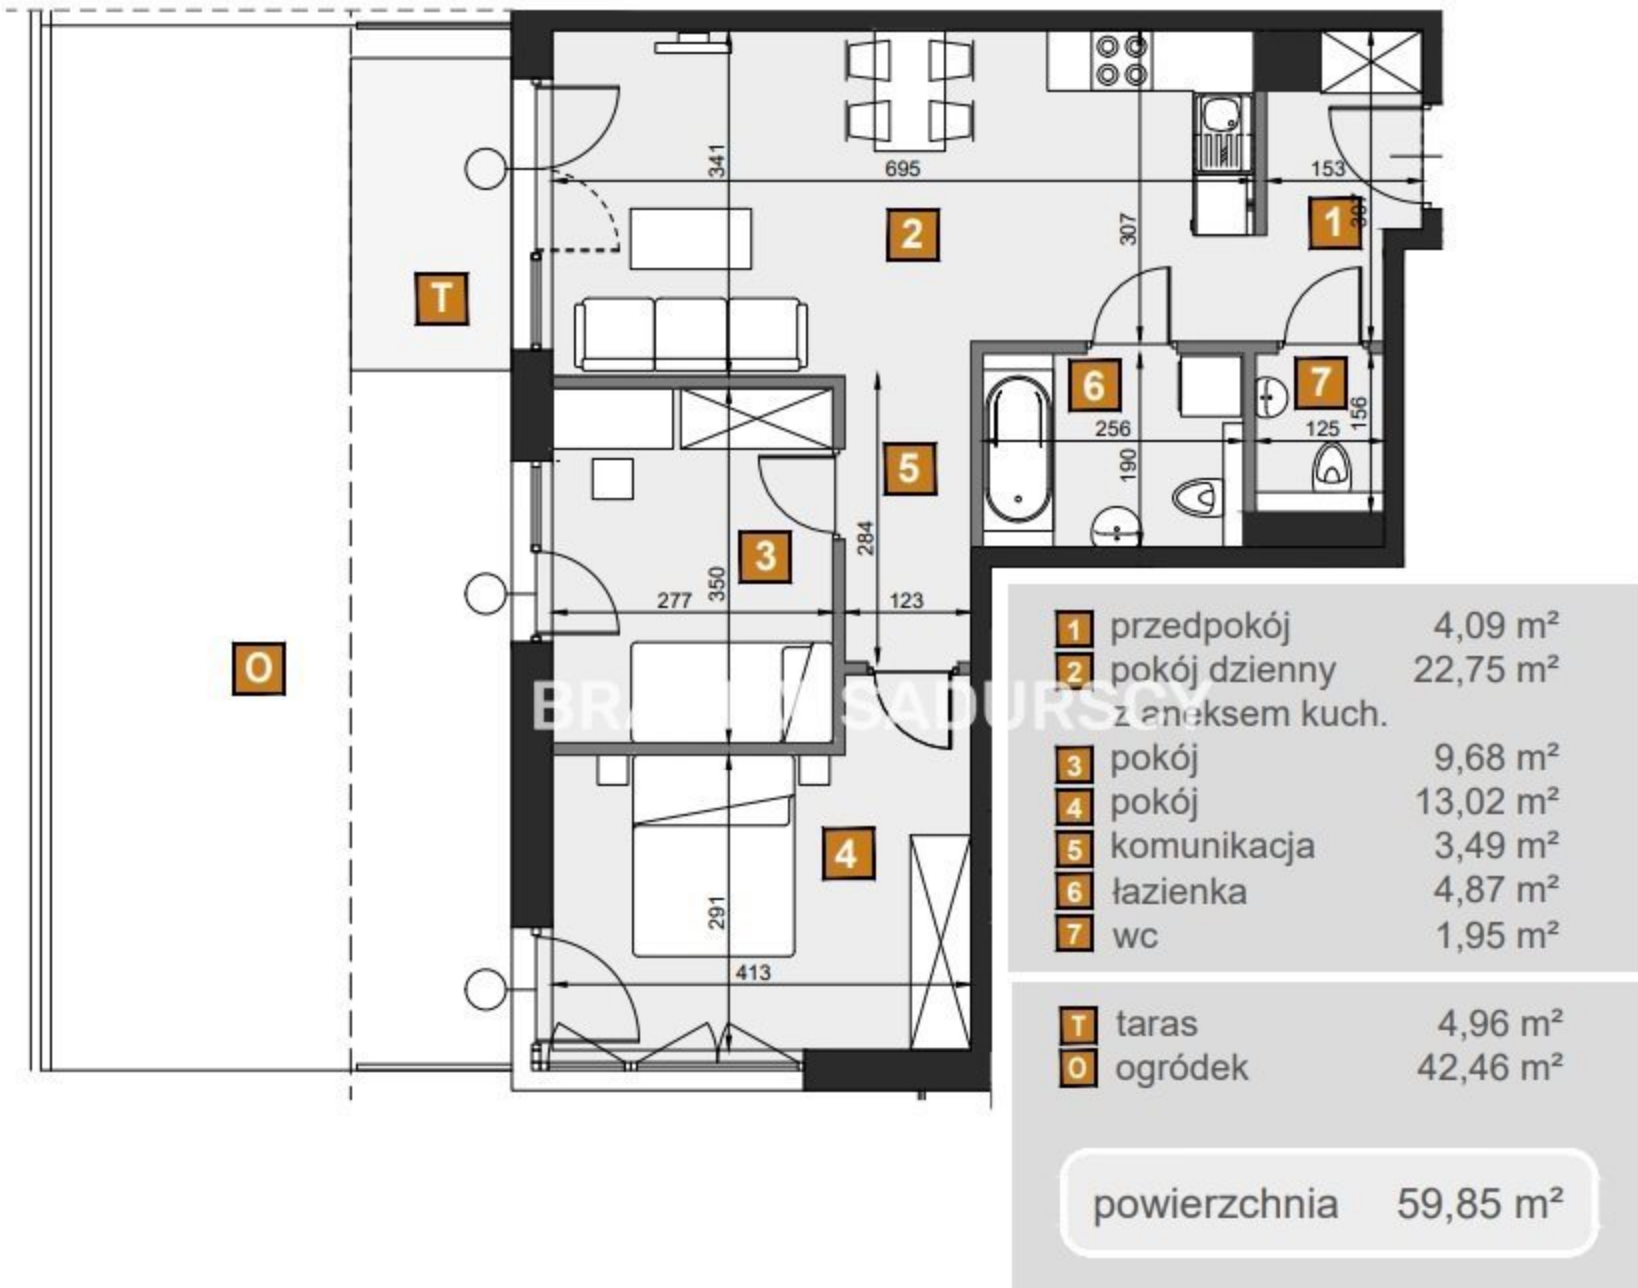 341
695
153
2
307
1
307
T
6
7
256
125
156
5
190
284
3
350
277
123
O
BRACIA SADURSCY
4
291
413
1 przedpokój 4,09 m²
2 pokój dzienny 22,75 m²
z aneksem kuch.
3 pokój 9,68 m²
4 pokój 13,02 m²
5 komunikacja 3,49 m²
6 łazienka 4,87 m²
7 wc 1,95 m²
T taras 4,96 m²
O ogródek 42,46 m²
powierzchnia 59,85 m²